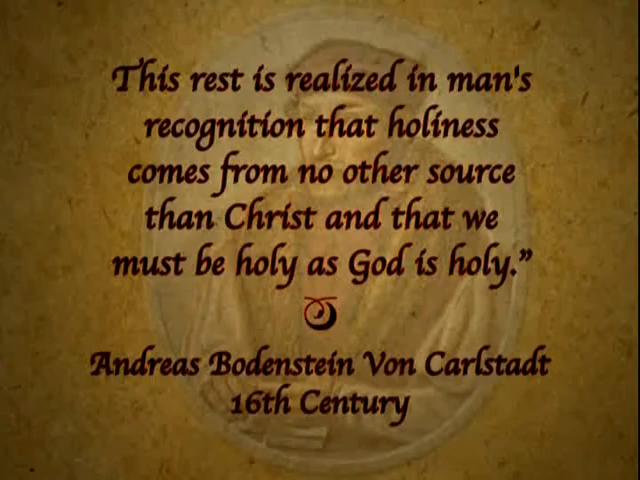 This rest is realized in man's
recognition that holiness
comes from no other source
than Christ and that we
must be holy as God is holy.”
Andreas Bodenstein Von Carlstadt
16th Century